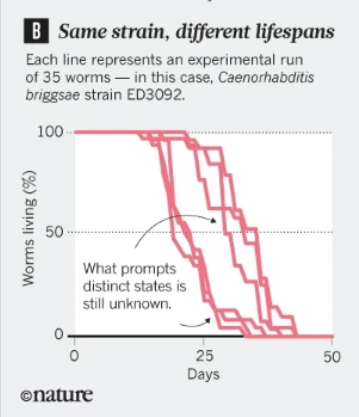 B Same strain, different lifespans
Each line represents an experimental run
of 35 worms — in this case, Caenorhabditis
briggsae strain ED3092.
100
50
0
Worms living (%)
What prompts
distinct states is
still unknown.
0 25 50
Days
©nature